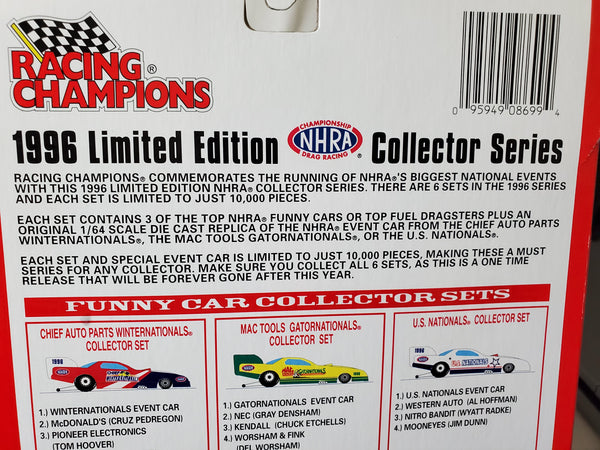 RACING®
CHAMPIONS
0 95949 08699 4
1996 Limited Edition CHAMPIONSHIP NHRA DRAG RACING Collector Series
RACING CHAMPIONS® COMMEMORATES THE RUNNING OF NHRA®'S BIGGEST NATIONAL EVENTS
WITH THIS 1996 LIMITED EDITION NHRA® COLLECTOR SERIES. THERE ARE 6 SETS IN THE 1996 SERIES
AND EACH SET IS LIMITED TO JUST 10,000 PIECES.
EACH SET CONTAINS 3 OF THE TOP NHRA® FUNNY CARS OR TOP FUEL DRAGSTERS PLUS AN
ORIGINAL 1/64 SCALE DIE CAST REPLICA OF THE NHRA® EVENT CAR FROM THE CHIEF AUTO PARTS
WINTERNATIONALS®, THE MAC TOOLS GATORNATIONALS®, OR THE U.S. NATIONALS®.
EACH SET AND SPECIAL EVENT CAR IS LIMITED TO JUST 10,000 PIECES, MAKING THESE A MUST
SERIES FOR ANY COLLECTOR. MAKE SURE YOU COLLECT ALL 6 SETS, AS THIS IS A ONE TIME
RELEASE THAT WILL BE FOREVER GONE AFTER THIS YEAR.
FUNNY CAR COLLECTOR SETS
CHIEF AUTO PARTS WINTERNATIONALS®
COLLECTOR SET
1996
1.) WINTERNATIONALS EVENT CAR
2.) McDONALD'S (CRUZ PEDREGON)
3.) PIONEER ELECTRONICS
(TOM HOOVER)
MAC TOOLS GATORNATIONALS®
COLLECTOR SET
1.) GATORNATIONALS EVENT CAR
2.) NEC (GRAY DENSHAM)
3.) KENDALL (CHUCK ETCHELLS)
4.) WORSHAM & FINK
(DEL WORSHAM)
U.S. NATIONALS® COLLECTOR SET
1996
U.S. NATIONALS
1.) U.S. NATIONALS EVENT CAR
2.) WESTERN AUTO (AL HOFFMAN)
3.) NITRO BANDIT (WYATT RADKE)
4.) MOONEYES (JIM DUNN)